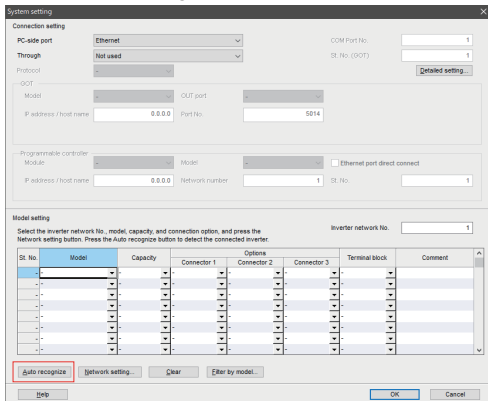 System setting
Connection setting
PC-side port Ethernet COM Port No. 1
Through Not used St. No. (GOT) 1
Protocol - Detailed setting...
GOT
Model - OUT port -
IP address / host name 0.0.0.0 Port No. 5014
Programmable controller
Module - Model - Ethernet port direct connect
IP address / host name 0.0.0.0 Network number 1 St. No. 1
Model setting
Select the inverter network No., model, capacity, and connection option, and press the Inverter network No. 1
Network setting button. Press the Auto recognize button to detect the connected inverter.
St. No. Model Capacity Options Terminal block Comment
Connector 1 Connector 2 Connector 3
- - - - - - -
- - - - - - -
- - - - - - -
- - - - - - -
- - - - - - -
- - - - - - -
- - - - - - -
Auto recognize Network setting... Clear Filter by model...
Help OK Cancel